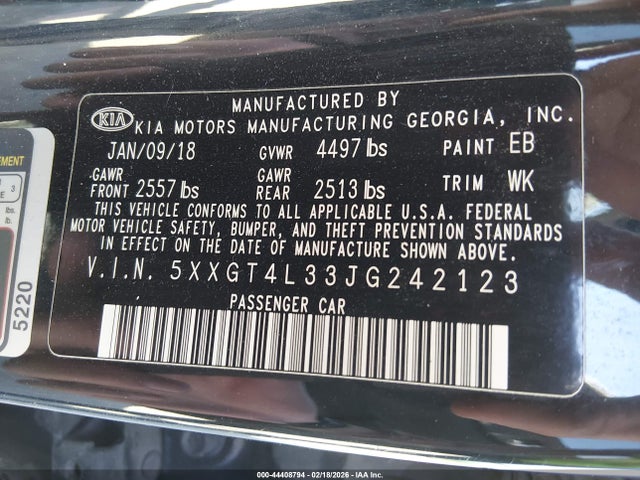 MANUFACTURED BY
KIA KIA MOTORS MANUFACTURING GEORGIA, INC.
JAN/09/18 GVWR 4497 lbs PAINT EB
GAWR FRONT 2557 lbs GAWR REAR 2513 lbs TRIM WK
THIS VEHICLE CONFORMS TO ALL APPLICABLE U.S.A. FEDERAL
MOTOR VEHICLE SAFETY, BUMPER, AND THEFT PREVENTION STANDARDS
IN EFFECT ON THE DATE OF MANUFACTURE SHOWN ABOVE.
V.I.N. 5XXGT4L33JG242123
PASSENGER CAR
5220
000-44408794 - 02/18/2026 - IAA Inc.